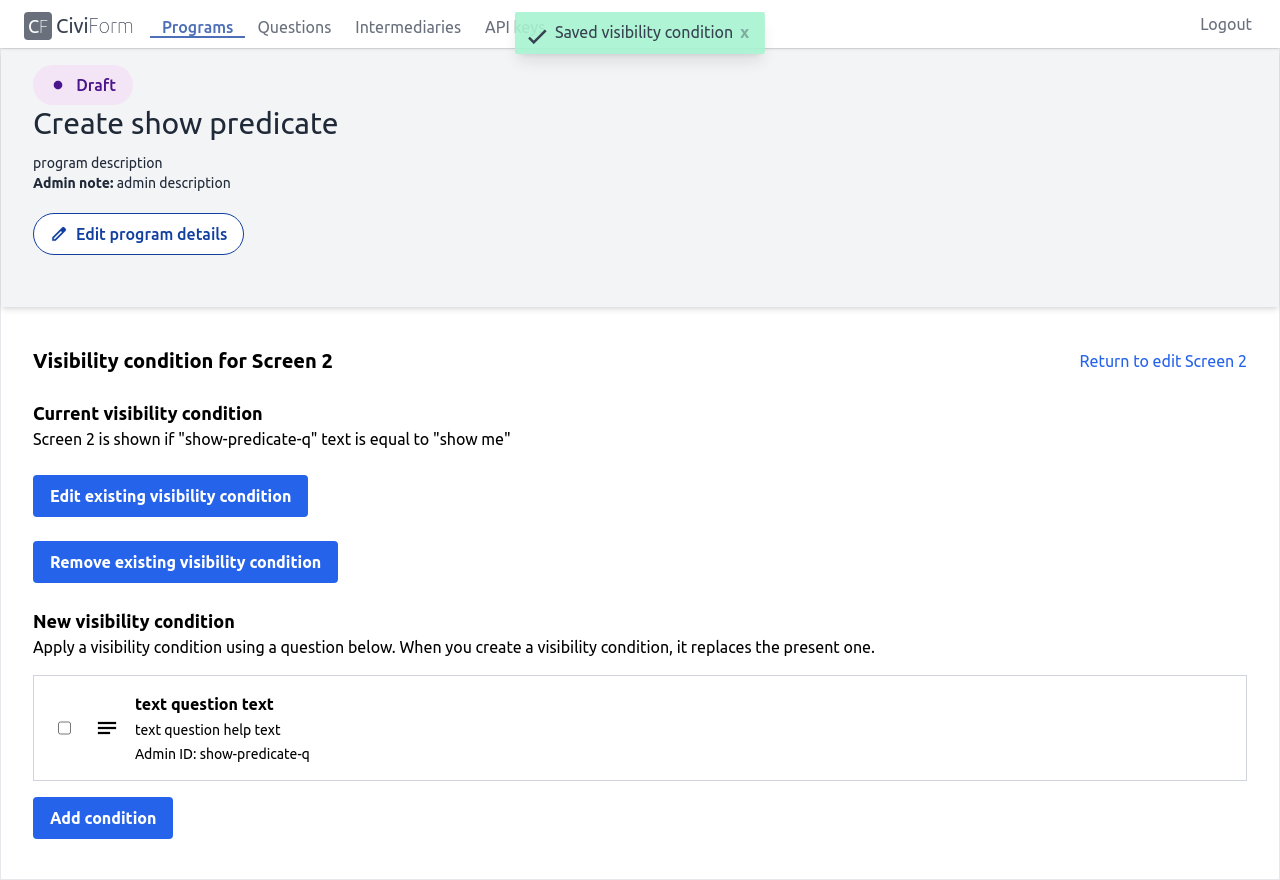 CF CiviForm Programs Questions Intermediaries API keys Logout
Saved visibility condition x
Draft
Create show predicate
program description
Admin note: admin description
Edit program details
Visibility condition for Screen 2
Return to edit Screen 2
Current visibility condition
Screen 2 is shown if "show-predicate-q" text is equal to "show me"
Edit existing visibility condition
Remove existing visibility condition
New visibility condition
Apply a visibility condition using a question below. When you create a visibility condition, it replaces the present one.
text question text
text question help text
Admin ID: show-predicate-q
Add condition